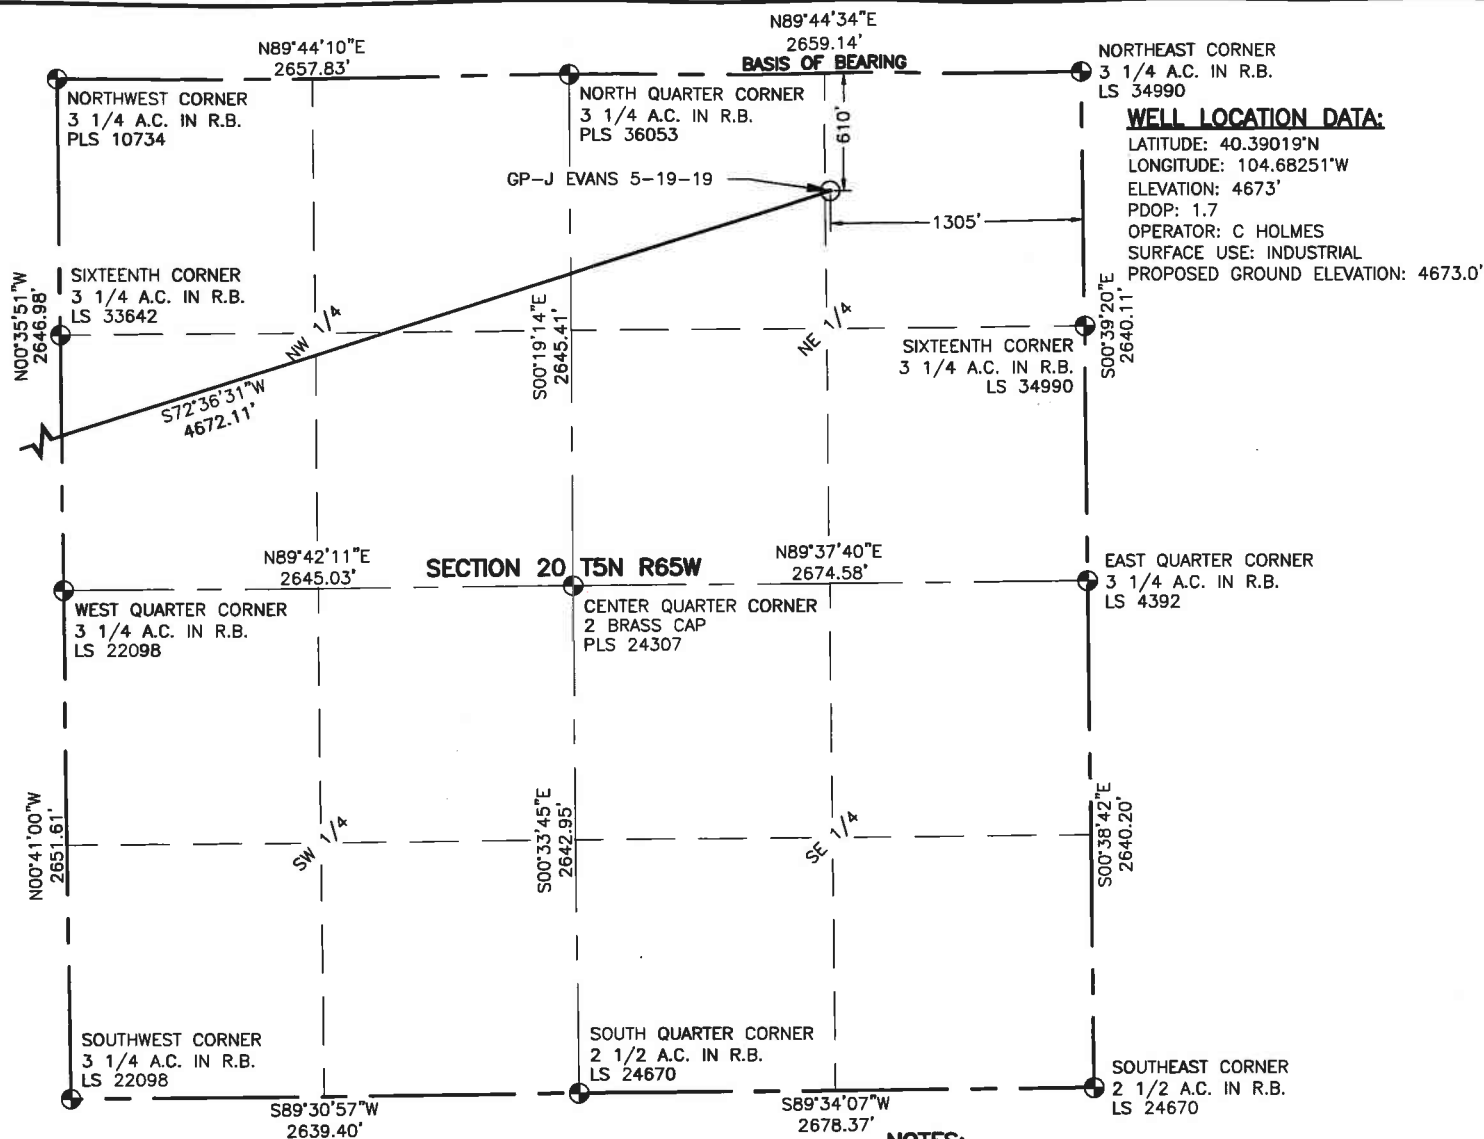 N89°44'10"E
2657.83'
N89°44'34"E
2659.14'
BASIS OF BEARING
NORTHWEST CORNER
3 1/4 A.C. IN R.B.
PLS 10734
NORTH QUARTER CORNER
3 1/4 A.C. IN R.B.
PLS 36053
NORTHEAST CORNER
3 1/4 A.C. IN R.B.
LS 34990
WELL LOCATION DATA:
LATITUDE: 40.39019°N
LONGITUDE: 104.68251°W
ELEVATION: 4673'
PDOP: 1.7
OPERATOR: C HOLMES
SURFACE USE: INDUSTRIAL
PROPOSED GROUND ELEVATION: 4673.0'
610'
GP-J EVANS 5-19-19
1305'
SIXTEENTH CORNER
3 1/4 A.C. IN R.B.
LS 33642
N00°35'51"W
2646.98'
NW 1/4
S00°19'14"E
2645.41'
NE 1/4
SIXTEENTH CORNER
3 1/4 A.C. IN R.B.
LS 34990
S00°39'20"E
2640.11'
S72°36'31"W
4672.11'
N89°42'11"E
2645.03'
SECTION 20 T5N R65W
N89°37'40"E
2674.58'
WEST QUARTER CORNER
3 1/4 A.C. IN R.B.
LS 22098
CENTER QUARTER CORNER
2 BRASS CAP
PLS 24307
EAST QUARTER CORNER
3 1/4 A.C. IN R.B.
LS 4392
N00°41'00"W
2651.61'
SW 1/4
S00°33'45"E
2642.95'
SE 1/4
S00°38'42"E
2640.20'
SOUTHWEST CORNER
3 1/4 A.C. IN R.B.
LS 22098
SOUTH QUARTER CORNER
2 1/2 A.C. IN R.B.
LS 24670
SOUTHEAST CORNER
2 1/2 A.C. IN R.B.
LS 24670
S89°30'57"W
2639.40'
S89°34'07"W
2678.37'
NOTES: